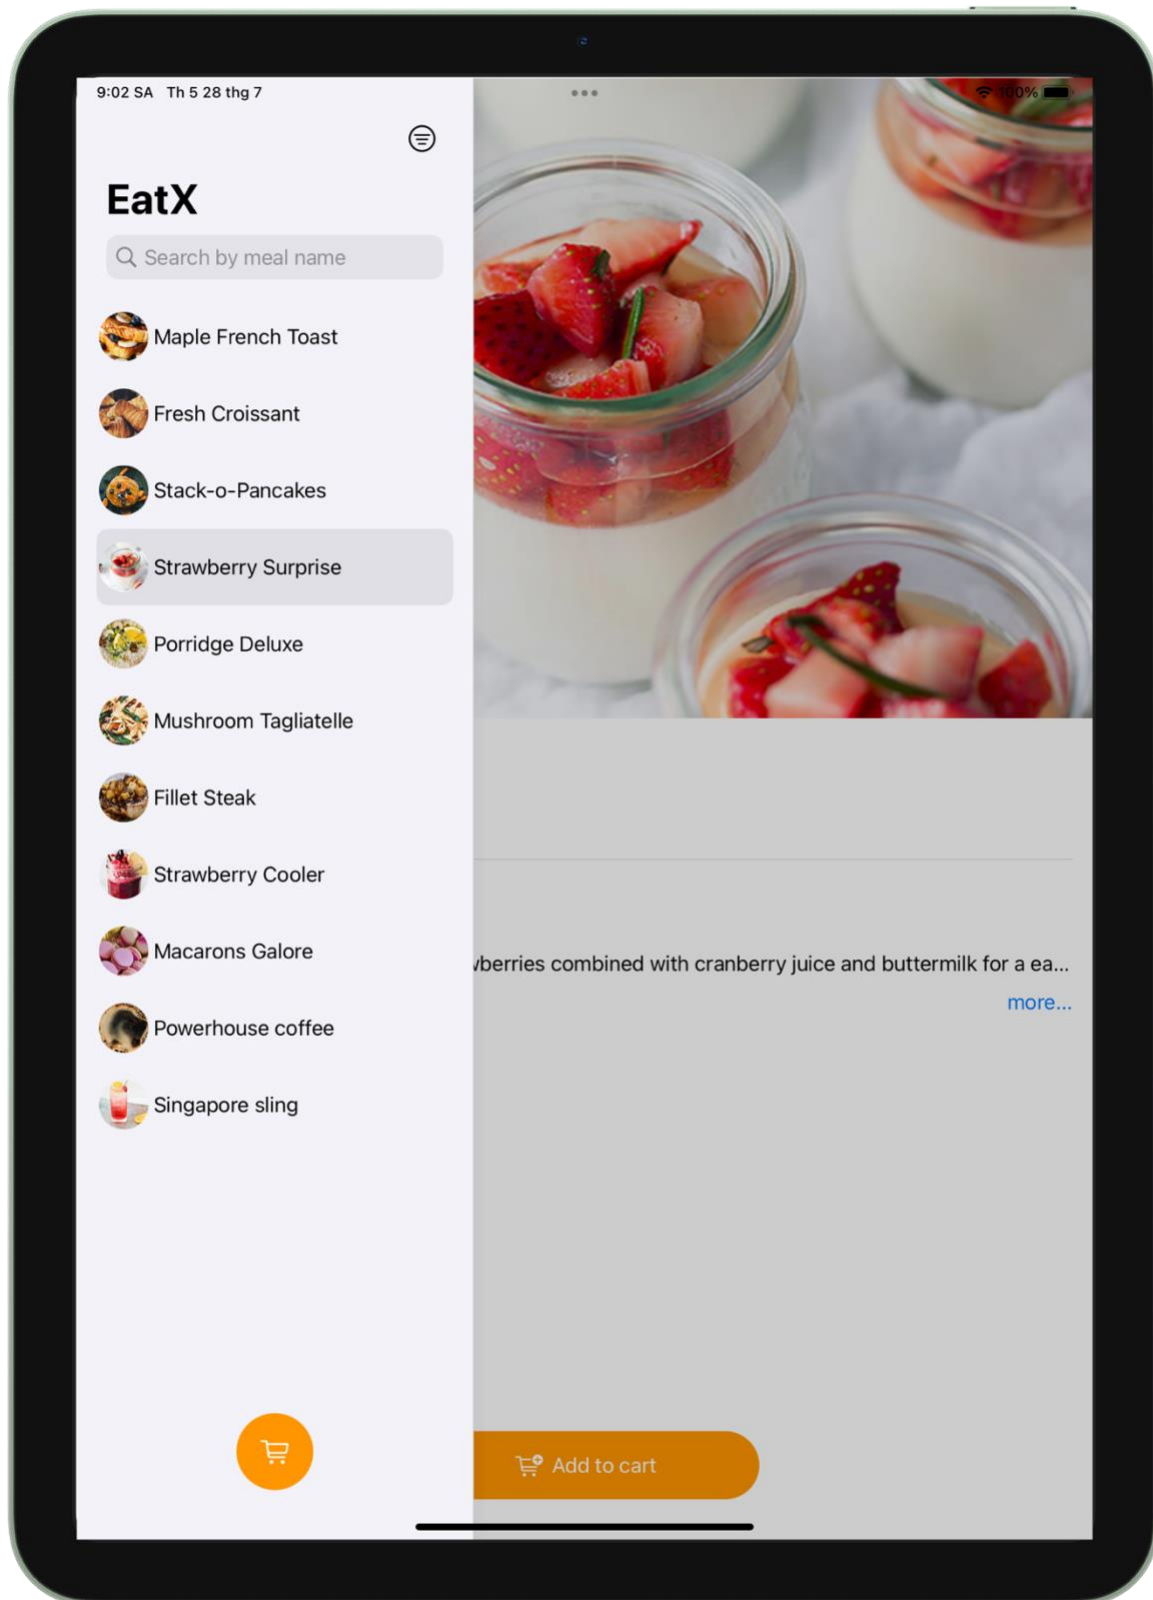 9:02 SA Th 5 28 thg 7
100%
EatX
Search by meal name
Maple French Toast
Fresh Croissant
Stack-o-Pancakes
Strawberry Surprise
Porridge Deluxe
Mushroom Tagliatelle
Fillet Steak
Strawberry Cooler
Macarons Galore
Powerhouse coffee
Singapore sling
wberries combined with cranberry juice and buttermilk for a ea...
more...
Add to cart